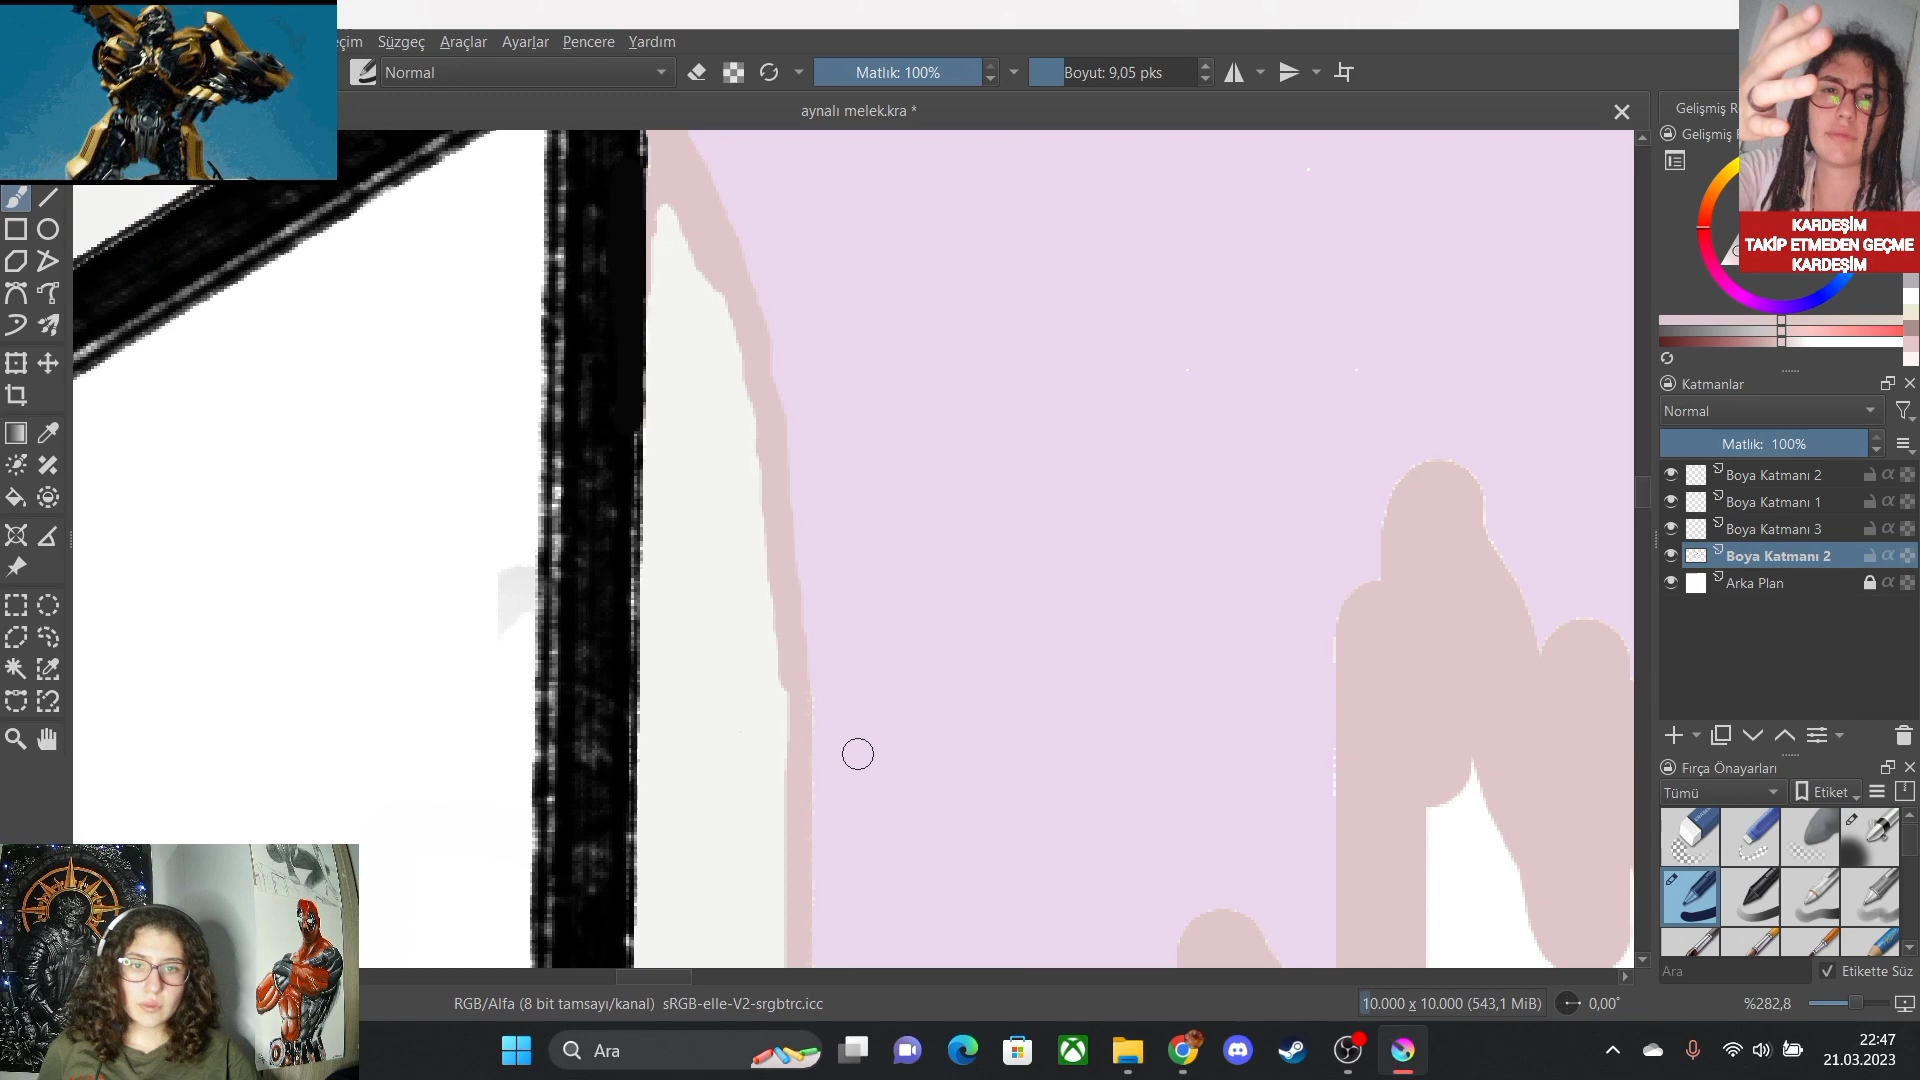 eçim Süzgeç Araçlar Ayarlar Pencere Yardım
Normal
Matlık: 100%
Boyut: 9,05 pks
aynalı melek.kra *
Gelişmiş R
Gelişmiş
KARDEŞİM
TAKİP ETMEDEN GEÇME
KARDEŞİM
Katmanlar
Normal
Matlık: 100%
Boya Katmanı 2
Boya Katmanı 1
Boya Katmanı 3
Boya Katmanı 2
Arka Plan
Fırça Önayarları
Tümü
Etiket
Ara
Etikette Süz
RGB/Alfa (8 bit tamsayı/kanal) sRGB-elle-V2-srgbtrc.icc
10.000 x 10.000 (543,1 MiB)
0,00°
%282,8
Ara
22:47
21.03.2023